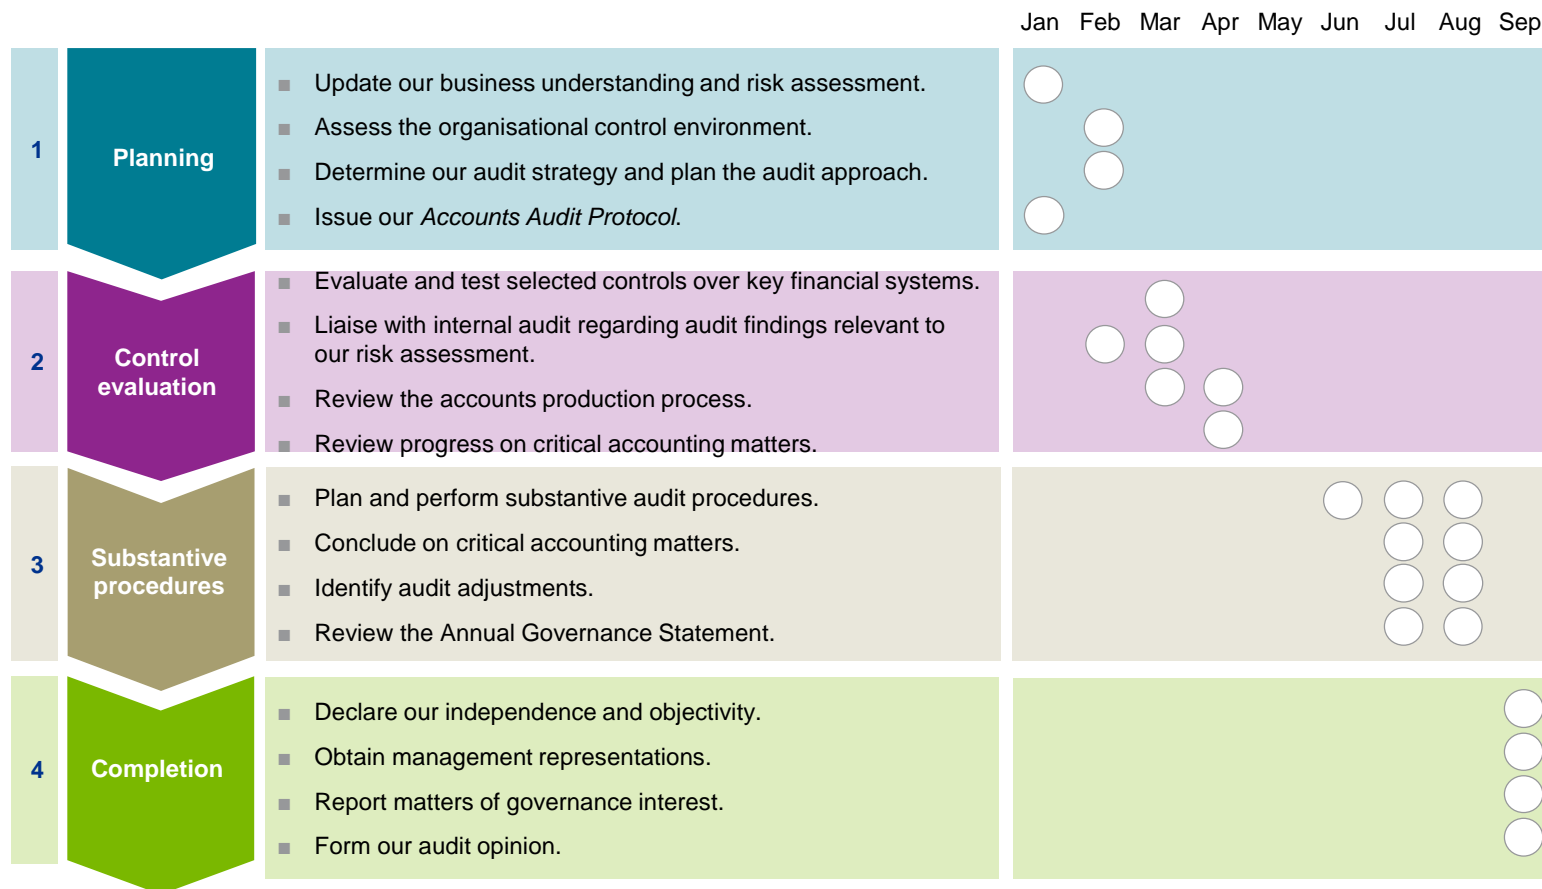 Jan Feb Mar Apr May Jun Jul Aug Sep
1
Planning
■ Update our business understanding and risk assessment.
■ Assess the organisational control environment.
■ Determine our audit strategy and plan the audit approach.
■ Issue our Accounts Audit Protocol.
2
Control
evaluation
■ Evaluate and test selected controls over key financial systems.
■ Liaise with internal audit regarding audit findings relevant to
our risk assessment.
■ Review the accounts production process.
■ Review progress on critical accounting matters.
3
Substantive
procedures
■ Plan and perform substantive audit procedures.
■ Conclude on critical accounting matters.
■ Identify audit adjustments.
■ Review the Annual Governance Statement.
4
Completion
■ Declare our independence and objectivity.
■ Obtain management representations.
■ Report matters of governance interest.
■ Form our audit opinion.